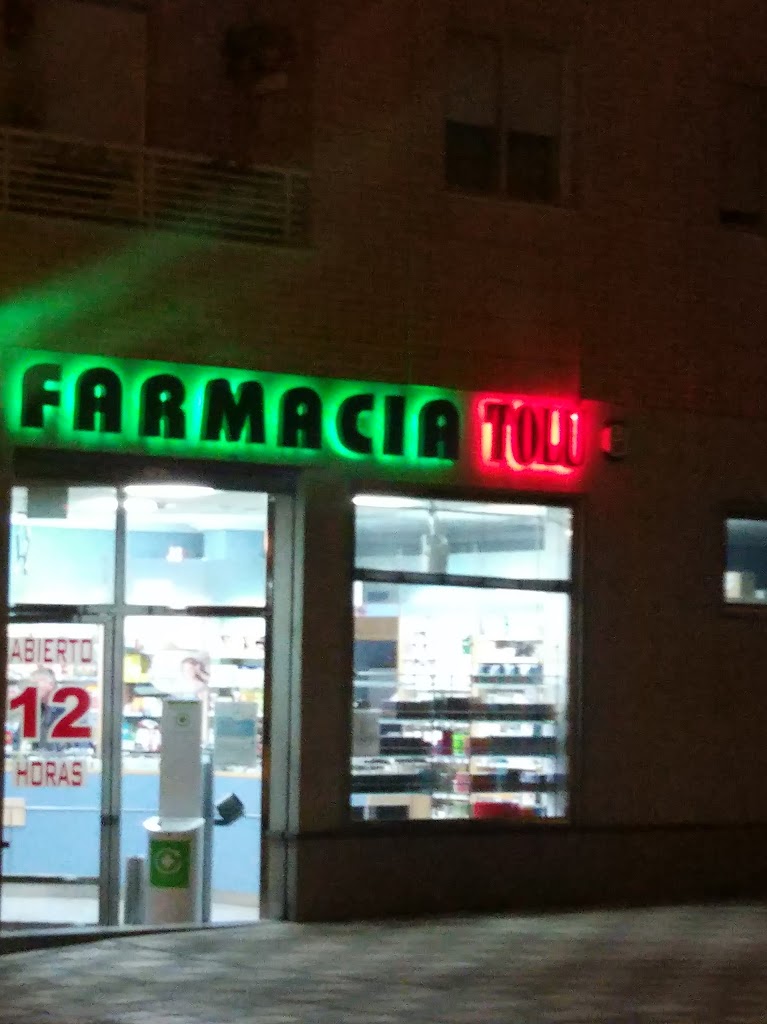 FARMACIA TOLU
ABIERTO
12
HORAS